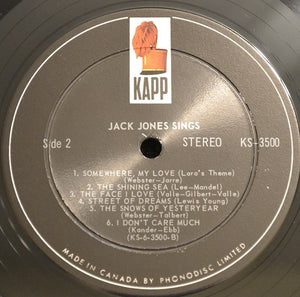 KAPP
JACK JONES SINGS
Side 2 STEREO KS-3500
1. SOMEWHERE, MY LOVE (Lara's Theme)
(Webster-Jarre)
2. THE SHINING SEA (Lee-Mandel)
3. THE FACE I LOVE (Valle-Gilbert-Valle)
4. STREET OF DREAMS (Lewis Young)
5. THE SNOWS OF YESTERYEAR
(Webster-Talbert)
6. I DON'T CARE MUCH
(Kander-Ebb)
(KS-6-3500-B)
MADE IN CANADA BY PHONODISC LIMITED